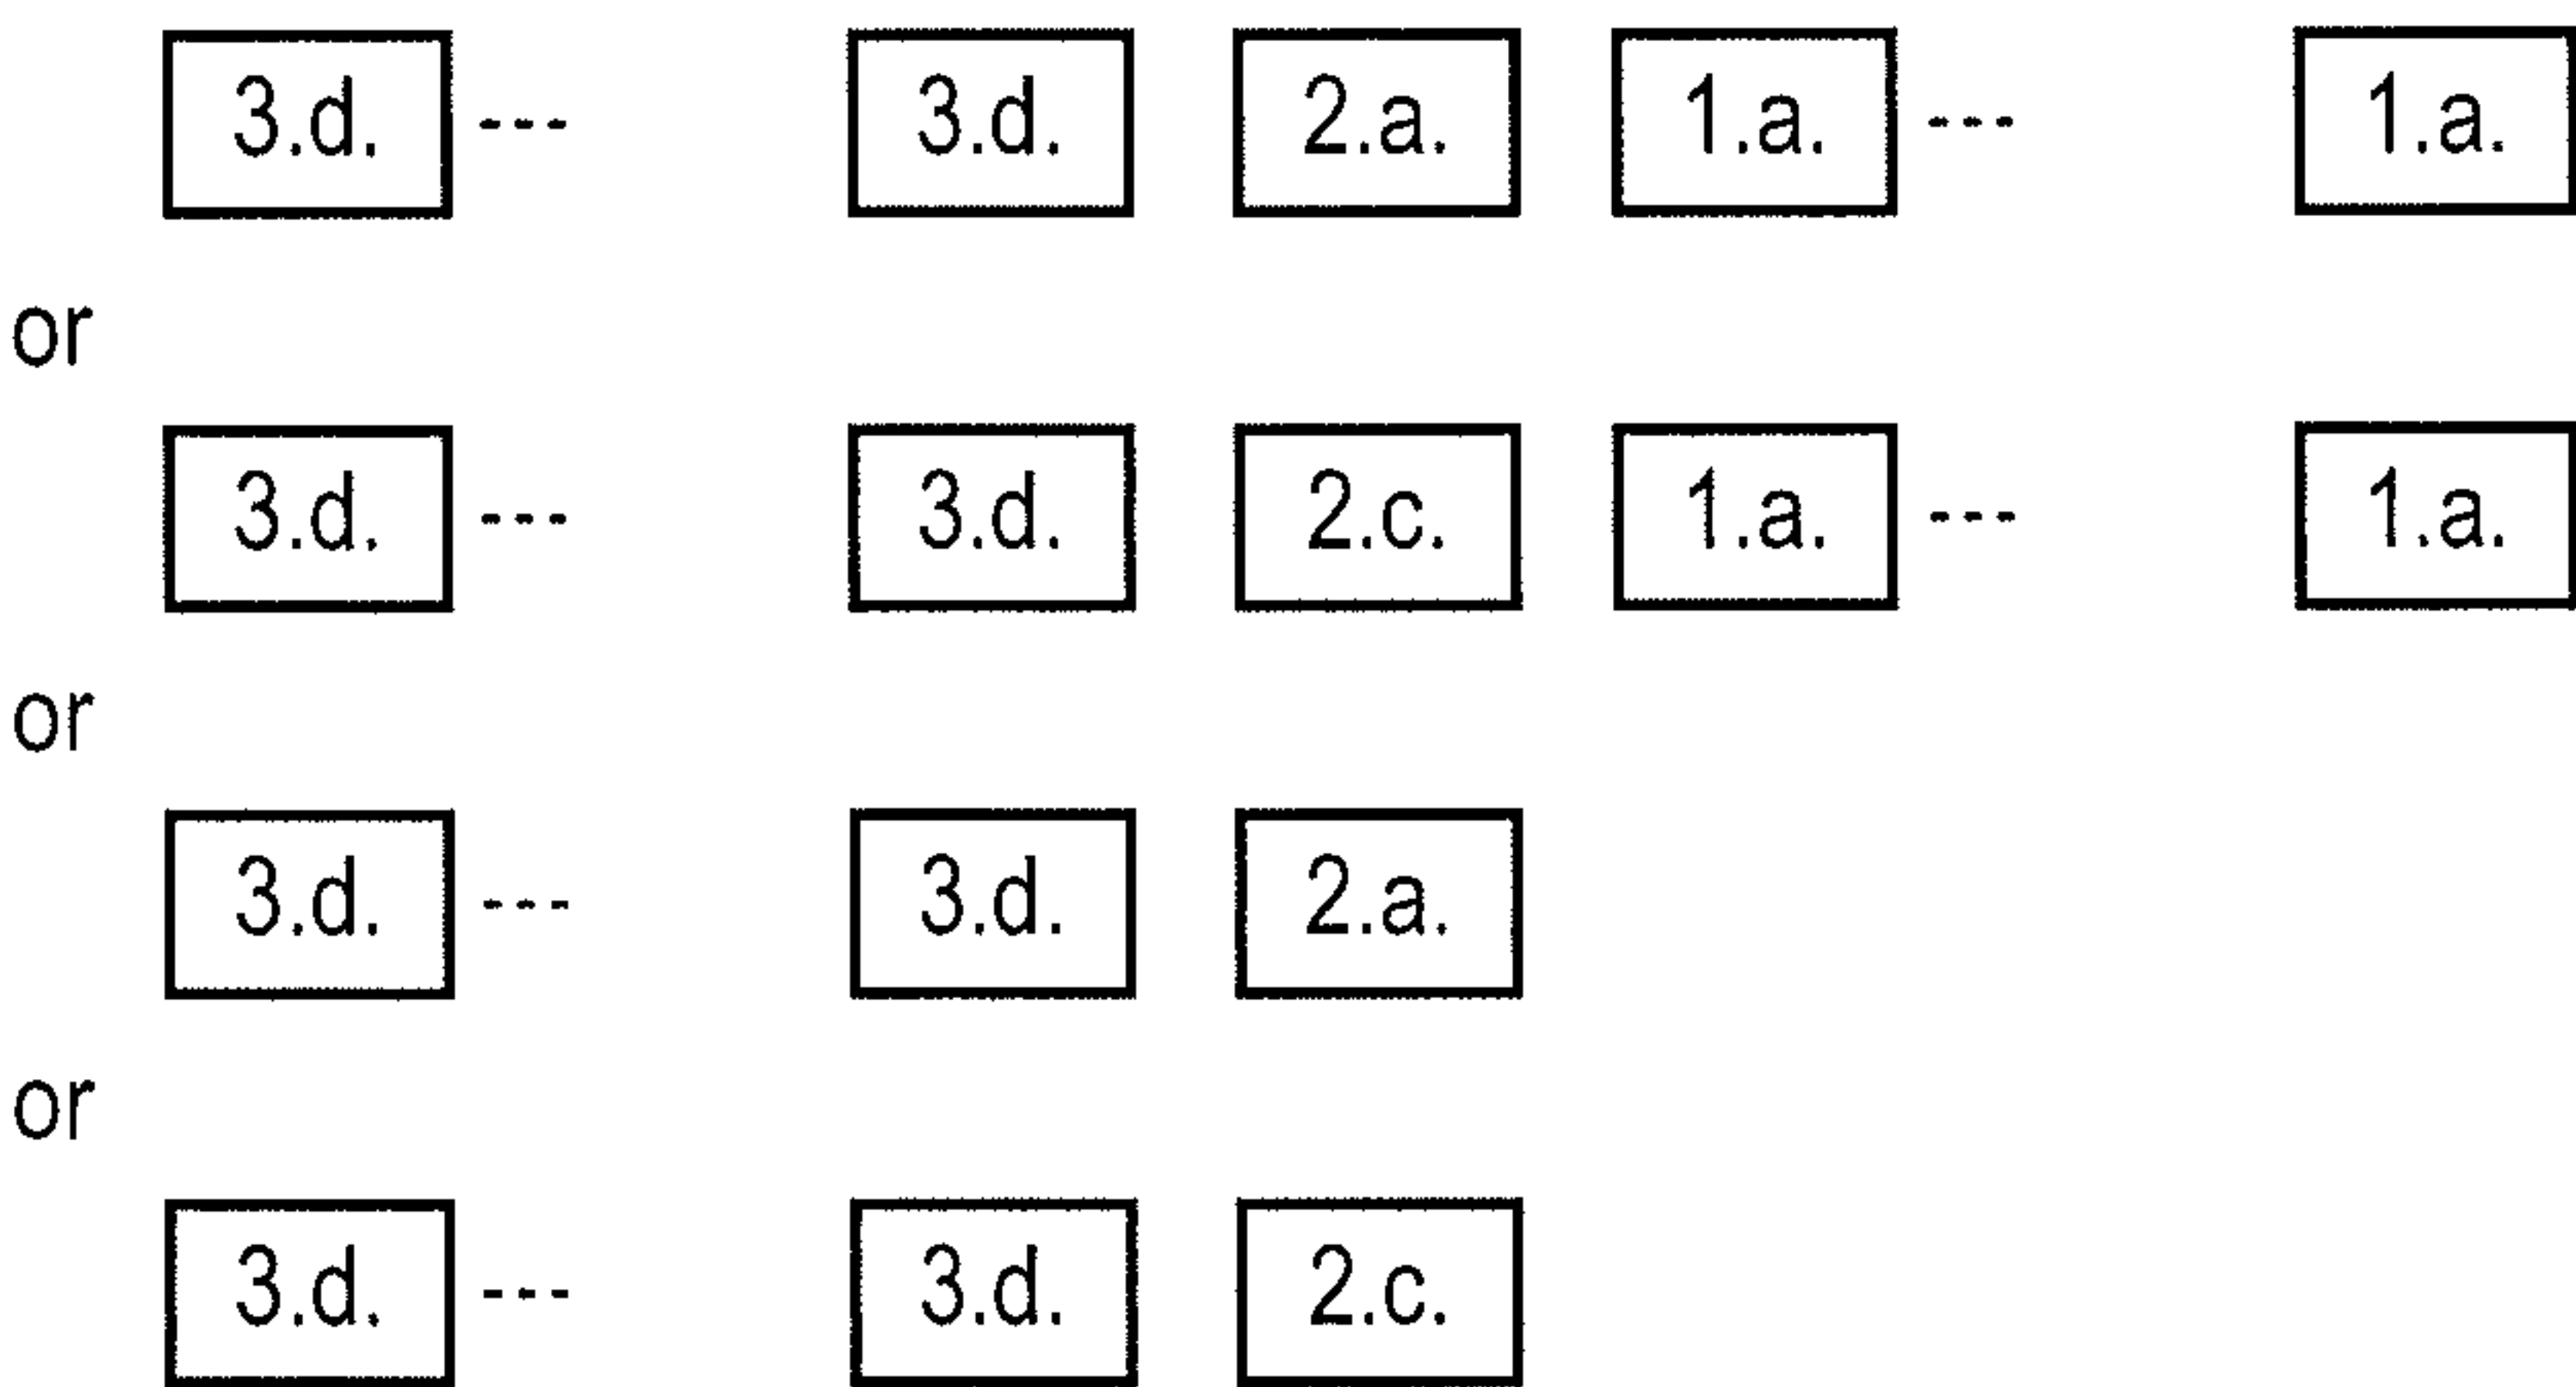 3.d. --- 3.d. 2.a. 1.a. --- 1.a.
or
3.d. --- 3.d. 2.c. 1.a. --- 1.a.
or
3.d. --- 3.d. 2.a.
or
3.d. --- 3.d. 2.c.